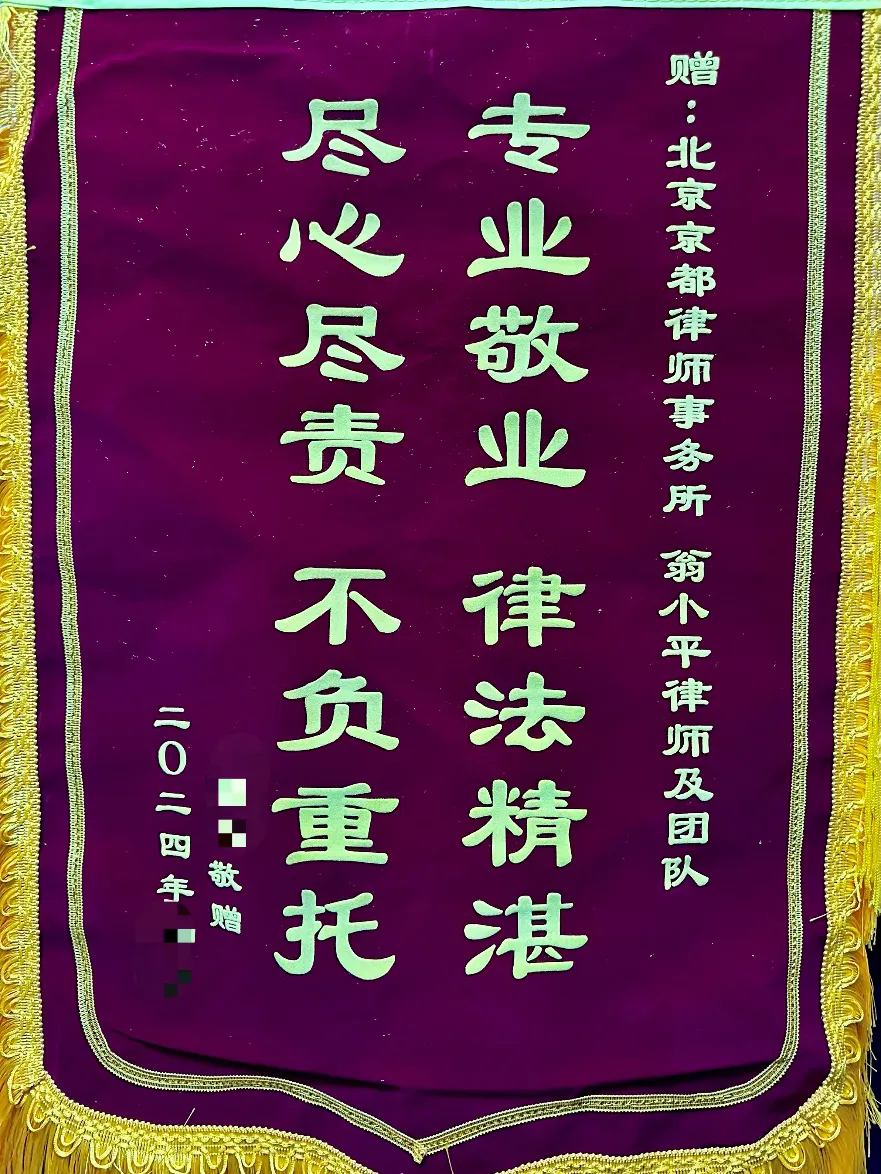 赠：北京京都律师事务所 翁小平律师及团队
专业敬业 律法精湛
尽心尽责 不负重托
敬赠
二〇二四年